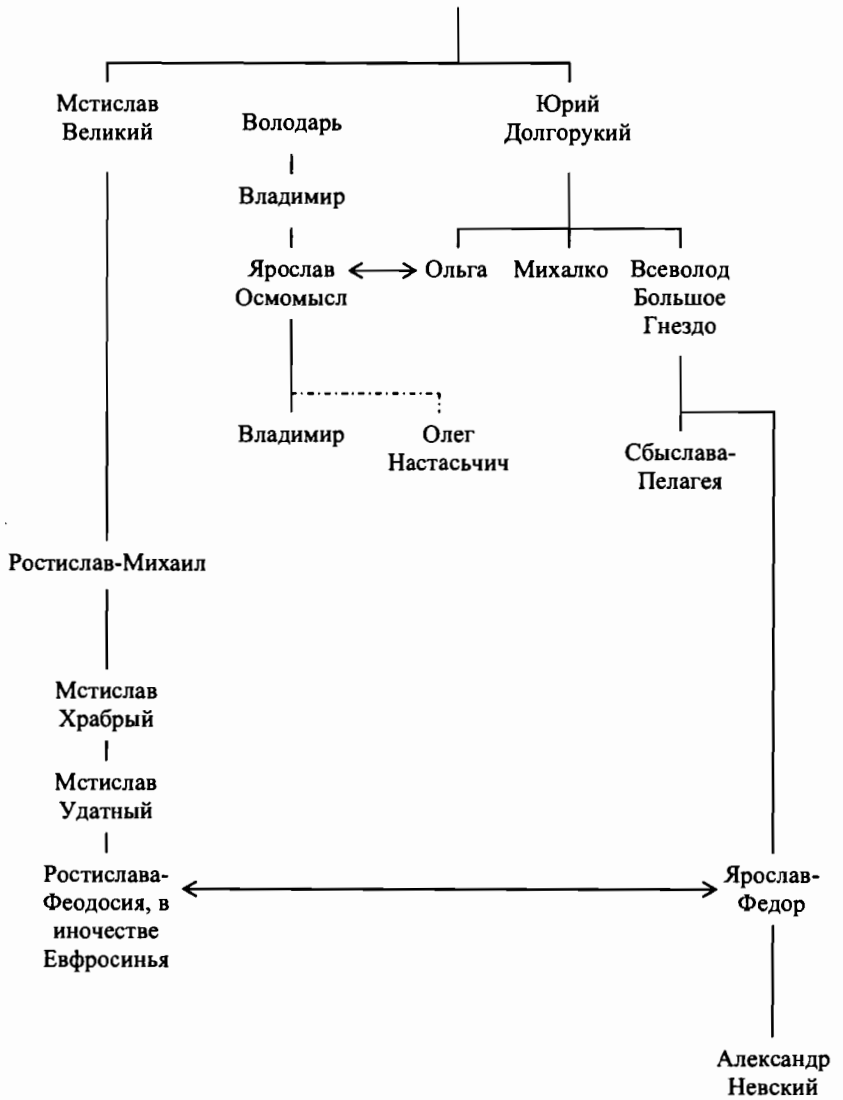 Мстислав
Великий
Володарь
Юрий
Долгорукий
Владимир
Ярослав
Осмомысл
Ольга
Михалко
Всеволод
Большое
Гнездо
Владимир
Олег
Настасьчич
Сбыслава-
Пелагея
Ростислав-Михаил
Мстислав
Храбрый
Мстислав
Удатный
Ростислава-
Феодосия, в
иночестве
Евфросинья
Ярослав-
Федор
Александр
Невский